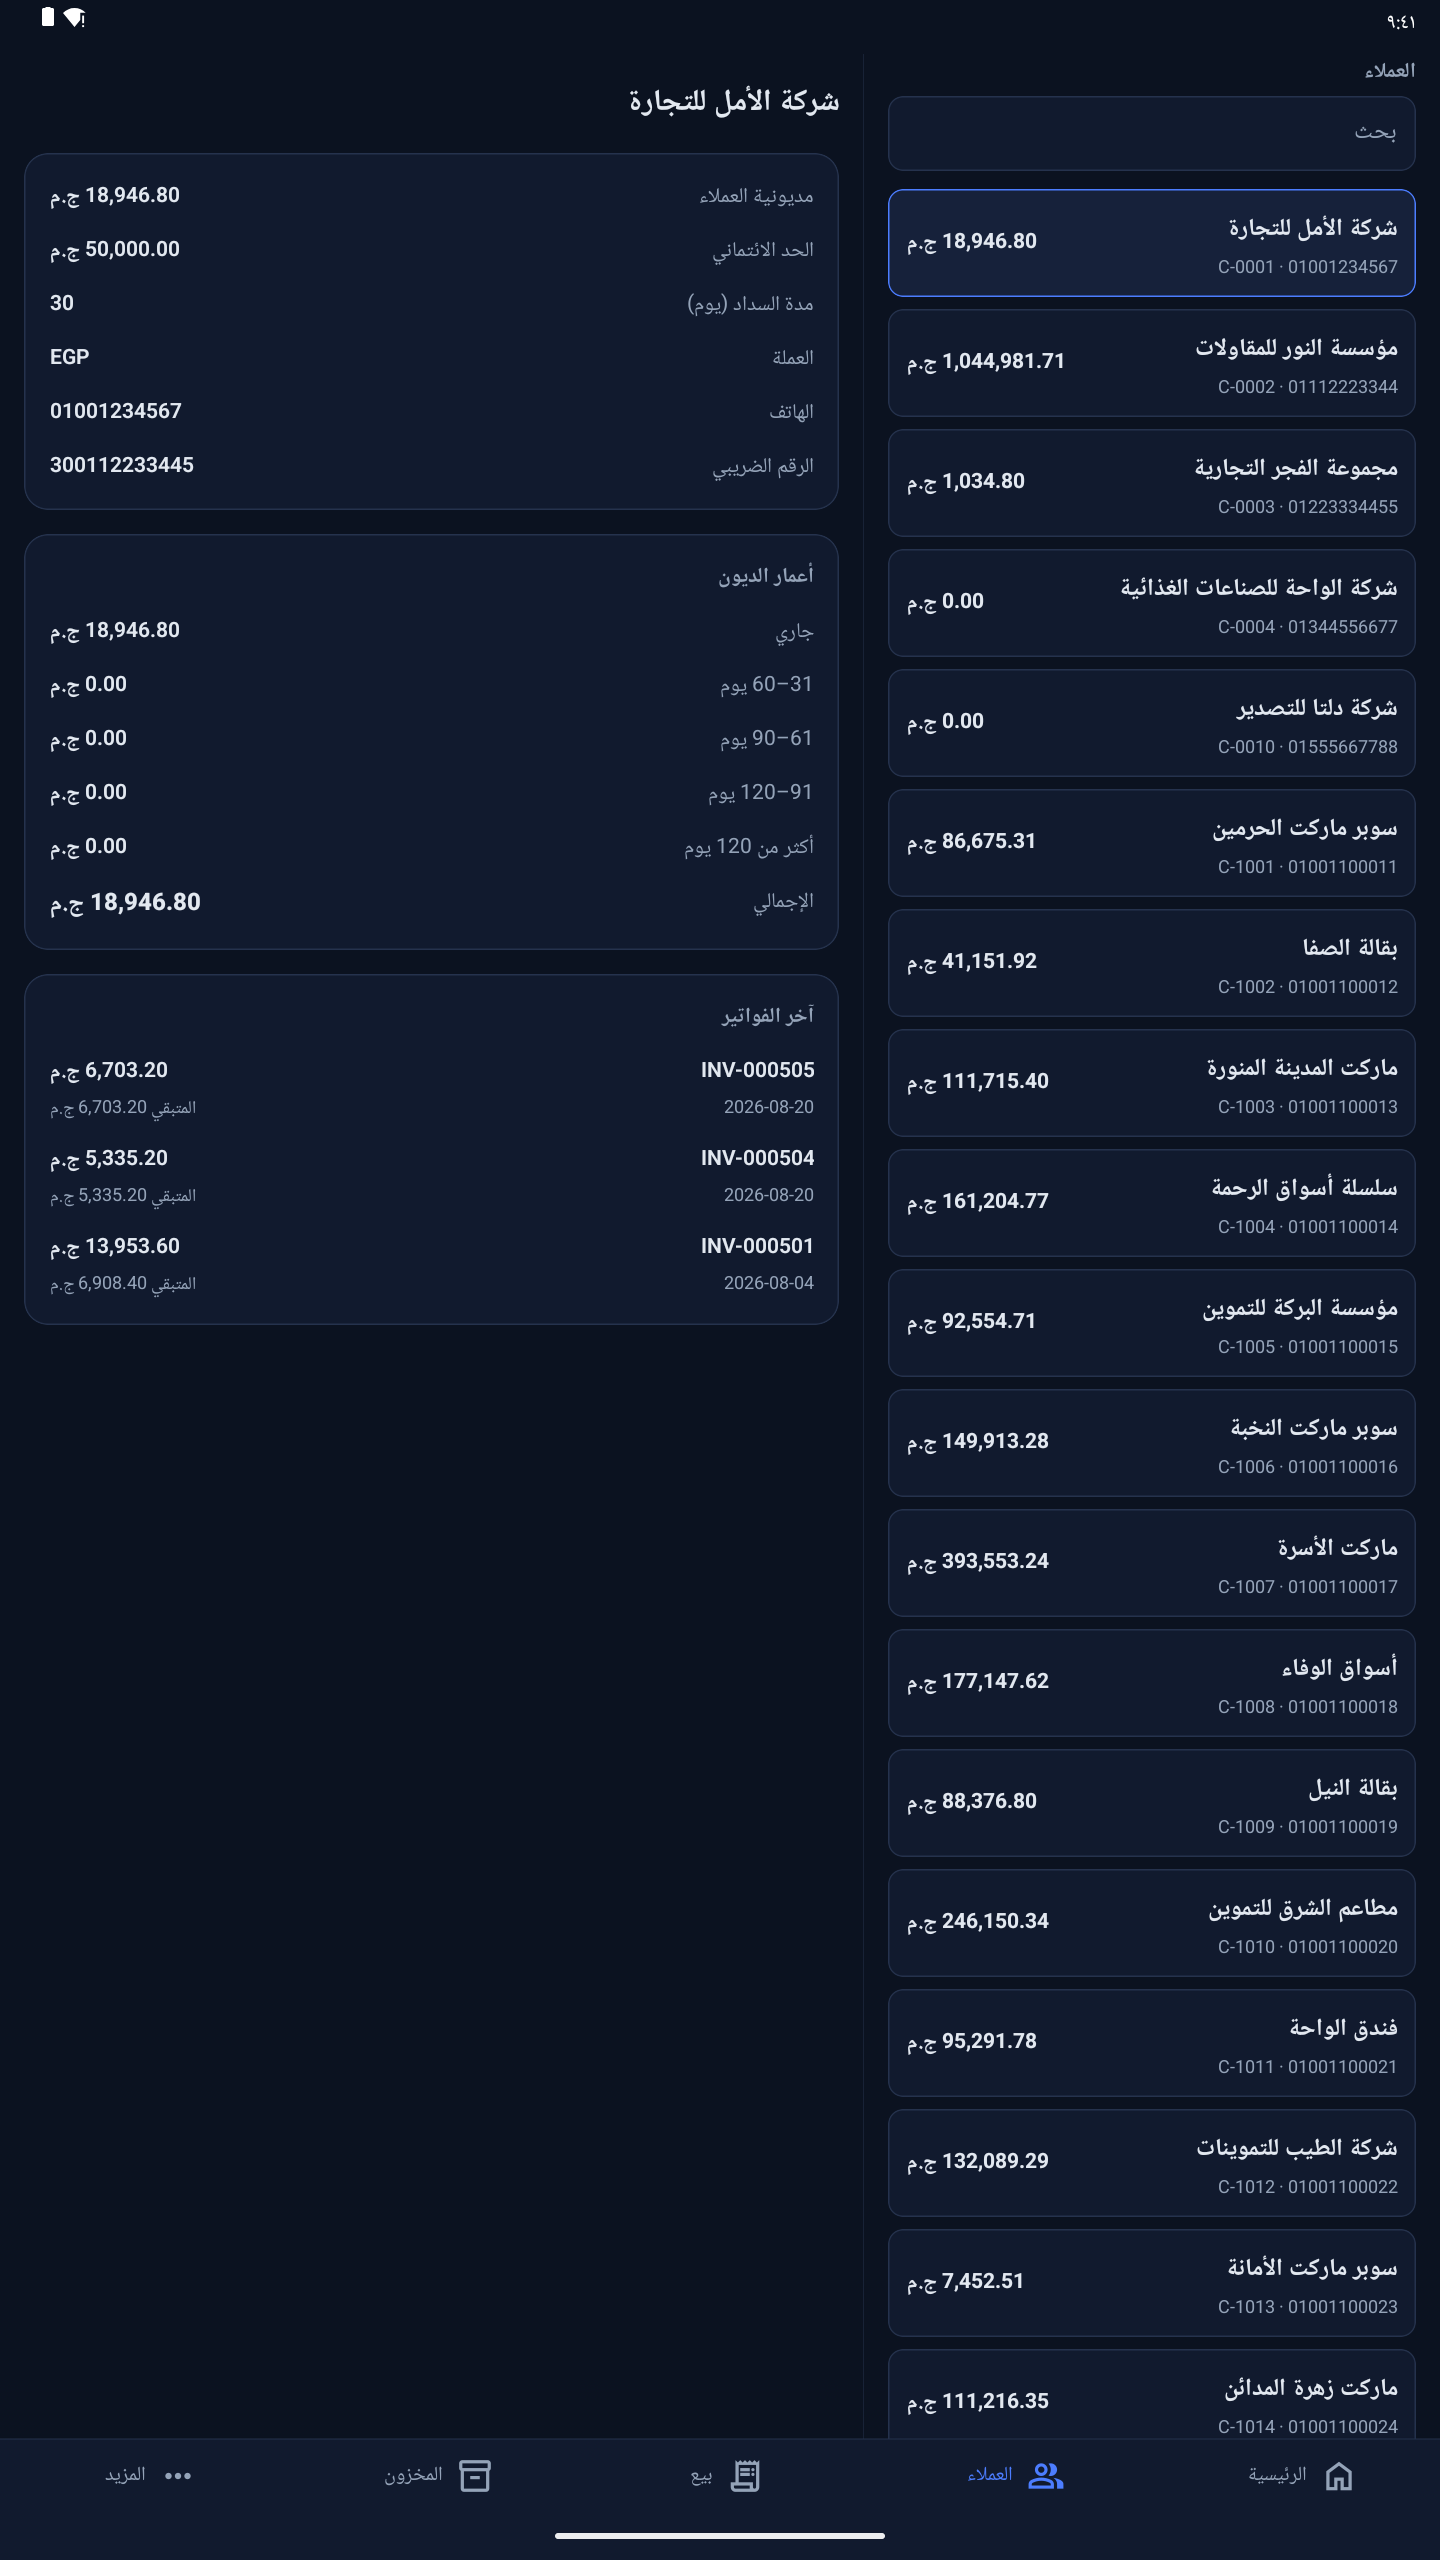 ٩:٤١
العملاء
بحث
شركة الأمل للتجارة
18,946.80 ج.م
C-0001 · 01001234567
مؤسسة النور للمقاولات
1,044,981.71 ج.م
C-0002 · 01112223344
مجموعة الفجر التجارية
1,034.80 ج.م
C-0003 · 01223334455
شركة الواحة للصناعات الغذائية
0.00 ج.م
C-0004 · 01344556677
شركة دلتا للتصدير
0.00 ج.م
C-0010 · 01555667788
سوبر ماركت الحرمين
86,675.31 ج.م
C-1001 · 01001100011
بقالة الصفا
41,151.92 ج.م
C-1002 · 01001100012
ماركت المدينة المنورة
111,715.40 ج.م
C-1003 · 01001100013
سلسلة أسواق الرحمة
161,204.77 ج.م
C-1004 · 01001100014
مؤسسة البركة للتموين
92,554.71 ج.م
C-1005 · 01001100015
سوبر ماركت النخبة
149,913.28 ج.م
C-1006 · 01001100016
ماركت الأسرة
393,553.24 ج.م
C-1007 · 01001100017
أسواق الوفاء
177,147.62 ج.م
C-1008 · 01001100018
بقالة النيل
88,376.80 ج.م
C-1009 · 01001100019
مطاعم الشرق للتموين
246,150.34 ج.م
C-1010 · 01001100020
فندق الواحة
95,291.78 ج.م
C-1011 · 01001100021
شركة الطيب للتموينات
132,089.29 ج.م
C-1012 · 01001100022
سوبر ماركت الأمانة
7,452.51 ج.م
C-1013 · 01001100023
ماركت زهرة المدائن
111,216.35 ج.م
C-1014 · 01001100024
شركة الأمل للتجارة
مديونية العملاء 18,946.80 ج.م
الحد الائتماني 50,000.00 ج.م
مدة السداد (يوم) 30
العملة EGP
الهاتف 01001234567
الرقم الضريبي 300112233445
أعمار الديون
جاري 18,946.80 ج.م
31–60 يوم 0.00 ج.م
61–90 يوم 0.00 ج.م
91–120 يوم 0.00 ج.م
أكثر من 120 يوم 0.00 ج.م
الإجمالي 18,946.80 ج.م
آخر الفواتير
INV-000505 6,703.20 ج.م
2026-08-20 المتبقي 6,703.20 ج.م
INV-000504 5,335.20 ج.م
2026-08-20 المتبقي 5,335.20 ج.م
INV-000501 13,953.60 ج.م
2026-08-04 المتبقي 6,908.40 ج.م
الرئيسية
العملاء
بيع
المخزون
المزيد